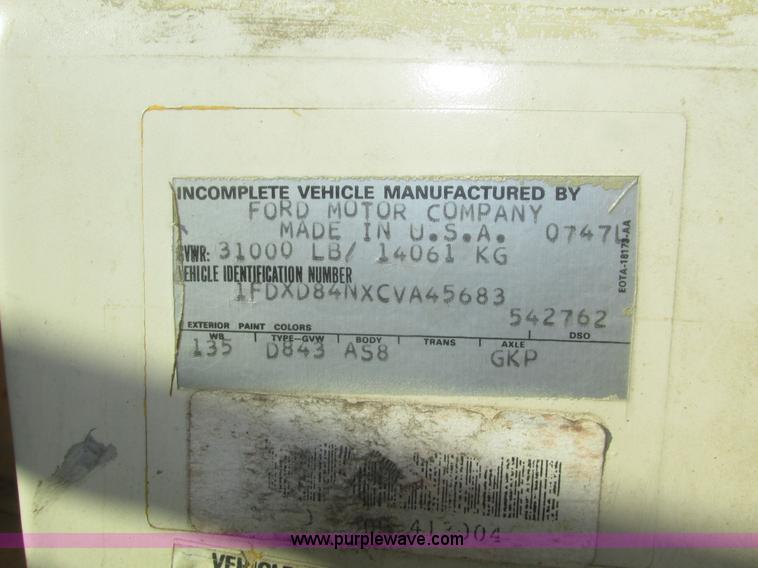 INCOMPLETE VEHICLE MANUFACTURED BY
FORD MOTOR COMPANY
MADE IN U.S.A. 0747L
GVWR: 31000 LB/ 14061 KG
VEHICLE IDENTIFICATION NUMBER
1FDXD84NXCVA45683
542762
EXTERIOR PAINT COLORS DSO
WB TYPE-GVW BODY TRANS AXLE
135 D843 AS8 GKP
EOTA-18173-AA
www.purplewave.com